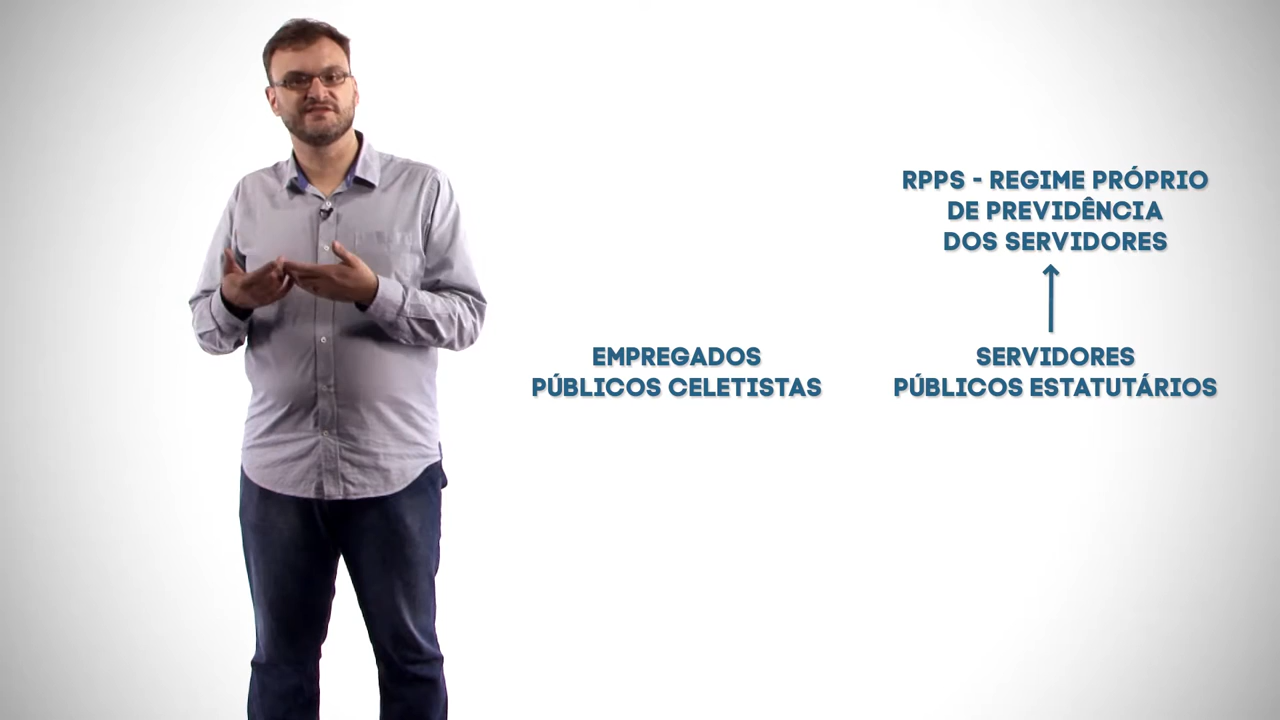 RPPS - REGIME PRÓPRIO
DE PREVIDÊNCIA
DOS SERVIDORES
EMPREGADOS
PÚBLICOS CELETISTAS
SERVIDORES
PÚBLICOS ESTATUTÁRIOS